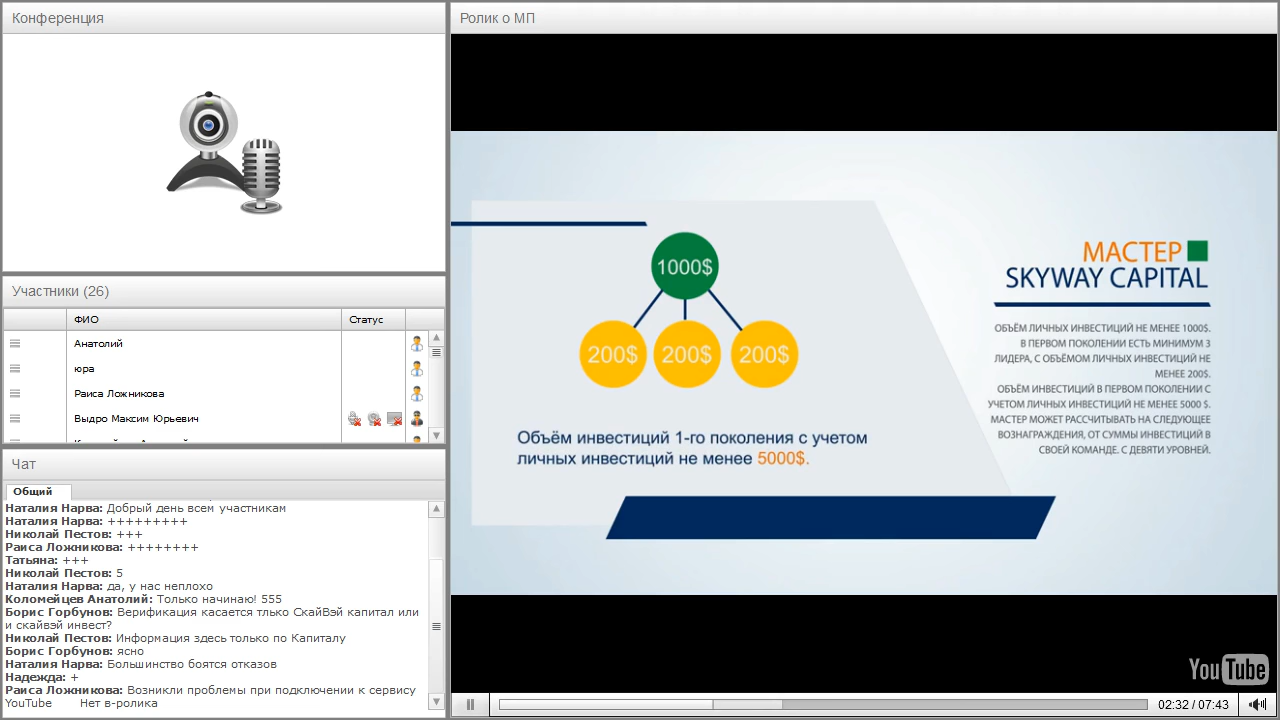 Конференция
Ролик о МП
Участники (26)
ФИО Статус
Анатолий
юра
Раиса Ложникова
Выдро Максим Юрьевич
Чат
Общий
Наталия Нарва: Добрый день всем участникам
Наталия Нарва: +++++++++
Николай Пестов: +++
Раиса Ложникова: ++++++++
Татьяна: +++
Николай Пестов: 5
Наталия Нарва: да, у нас неплохо
Коломейцев Анатолий: Только начинаю! 555
Борис Горбунов: Верификация касается тлько СкайВэй капитал или
и скайвэй инвест?
Николай Пестов: Информация здесь только по Капиталу
Борис Горбунов: ясно
Наталия Нарва: Большинство боятся отказов
Надежда: +
Раиса Ложникова: Возникли проблемы при подключении к сервису
YouTube Нет в-ролика
1000$
200$ 200$ 200$
Объём инвестиций 1-го поколения с учетом
личных инвестиций не менее 5000$.
МАСТЕР
SKYWAY CAPITAL
ОБЪЁМ ЛИЧНЫХ ИНВЕСТИЦИЙ НЕ МЕНЕЕ 1000$.
В ПЕРВОМ ПОКОЛЕНИИ ЕСТЬ МИНИМУМ 3
ЛИДЕРА, С ОБЪЁМОМ ЛИЧНЫХ ИНВЕСТИЦИЙ НЕ
МЕНЕЕ 200$.
ОБЪЁМ ИНВЕСТИЦИЙ В ПЕРВОМ ПОКОЛЕНИИ С
УЧЕТОМ ЛИЧНЫХ ИНВЕСТИЦИЙ НЕ МЕНЕЕ 5000 $.
МАСТЕР МОЖЕТ РАССЧИТЫВАТЬ НА СЛЕДУЮЩЕЕ
ВОЗНАГРАЖДЕНИЯ, ОТ СУММЫ ИНВЕСТИЦИЙ В
СВОЕЙ КОМАНДЕ. С ДЕВЯТИ УРОВНЕЙ.
YouTube
02:32 / 07:43